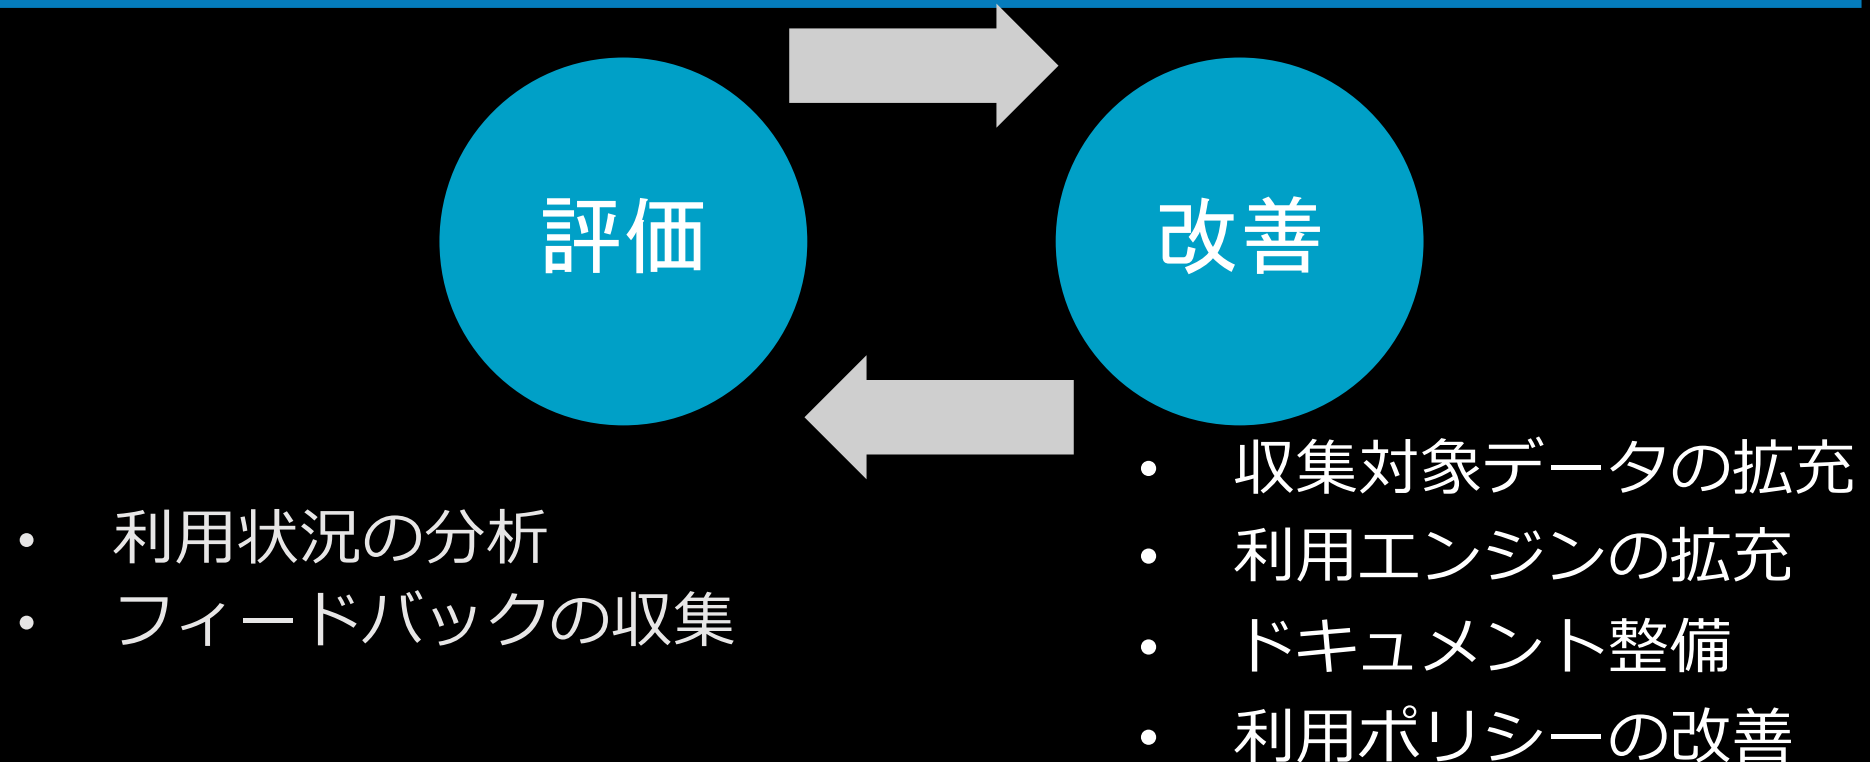 評価
改善
• 利用状況の分析
• フィードバックの収集
• 収集対象データの拡充
• 利用エンジンの拡充
• ドキュメント整備
• 利用ポリシーの改善